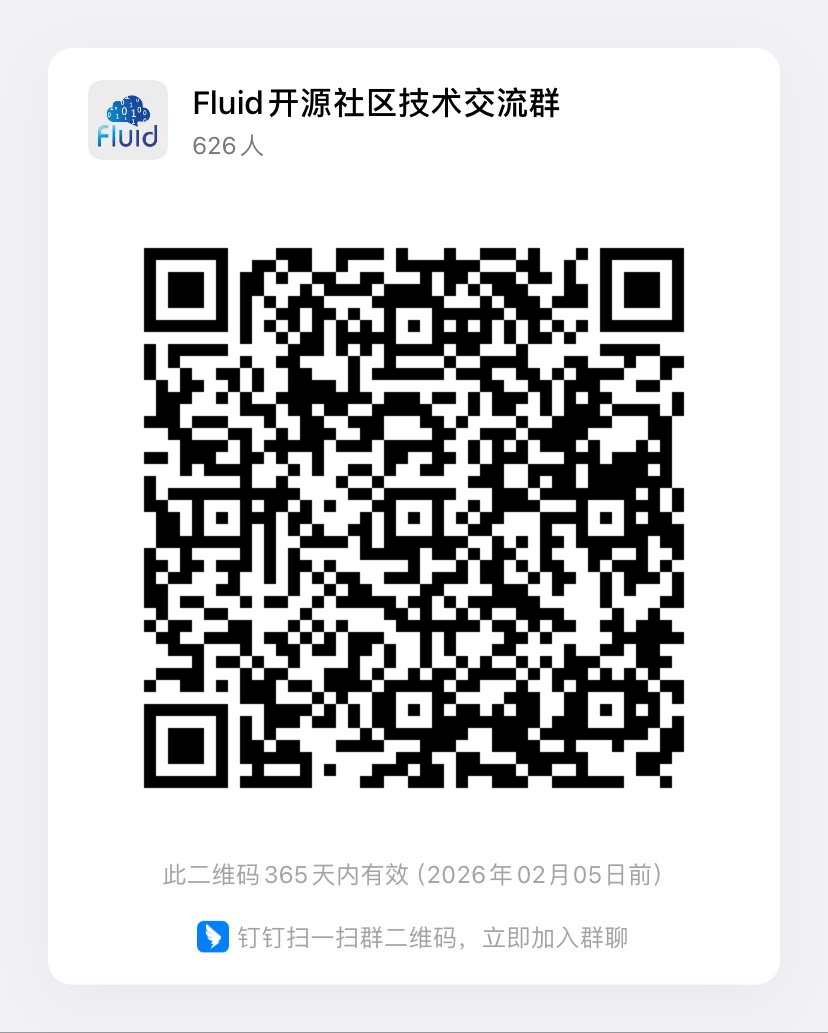 Fluid
Fluid开源社区技术交流群
626人
此二维码365天内有效 (2026年02月05日前)
钉钉扫一扫群二维码，立即加入群聊